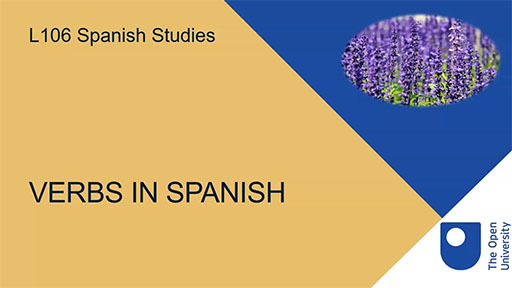 L106 Spanish Studies
VERBS IN SPANISH
The Open
University